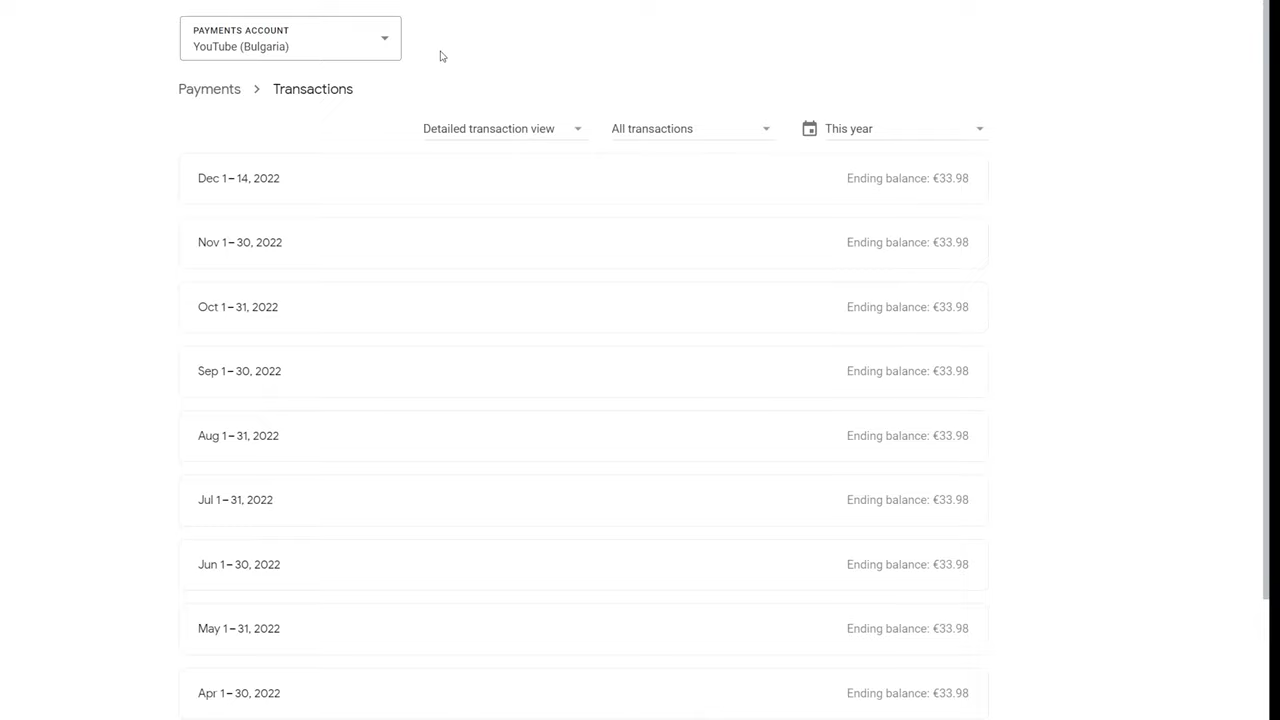 PAYMENTS ACCOUNT
YouTube (Bulgaria)
Payments > Transactions
Detailed transaction view All transactions This year
Dec 1 – 14, 2022 Ending balance: €33.98
Nov 1 – 30, 2022 Ending balance: €33.98
Oct 1 – 31, 2022 Ending balance: €33.98
Sep 1 – 30, 2022 Ending balance: €33.98
Aug 1 – 31, 2022 Ending balance: €33.98
Jul 1 – 31, 2022 Ending balance: €33.98
Jun 1 – 30, 2022 Ending balance: €33.98
May 1 – 31, 2022 Ending balance: €33.98
Apr 1 – 30, 2022 Ending balance: €33.98